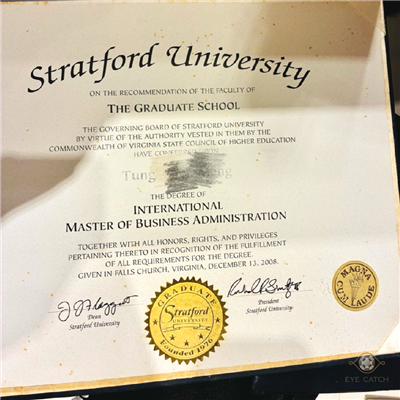 Stratford University
ON THE RECOMMENDATION OF THE FACULTY OF
THE GRADUATE SCHOOL
THE GOVERNING BOARD OF STRATFORD UNIVERSITY
BY VIRTUE OF THE AUTHORITY VESTED IN THEM BY THE
COMMONWEALTH OF VIRGINIA STATE COUNCIL OF HIGHER EDUCATION
HAVE
Tung
THE DEGREE OF
INTERNATIONAL
MASTER OF BUSINESS ADMINISTRATION
TOGETHER WITH ALL HONORS, RIGHTS, AND PRIVILEGES
PERTAINING THERETO IN RECOGNITION OF THE FULFILLMENT
OF ALL REQUIREMENTS FOR THE DEGREE.
GIVEN IN FALLS CHURCH, VIRGINIA, DECEMBER 13, 2008.
Dean
Stratford University
GRADUATE
Stratford
UNIVERSITY
Founded 1976
President
Stratford University
MAGNA
CUM LAUDE
EYE CATCH